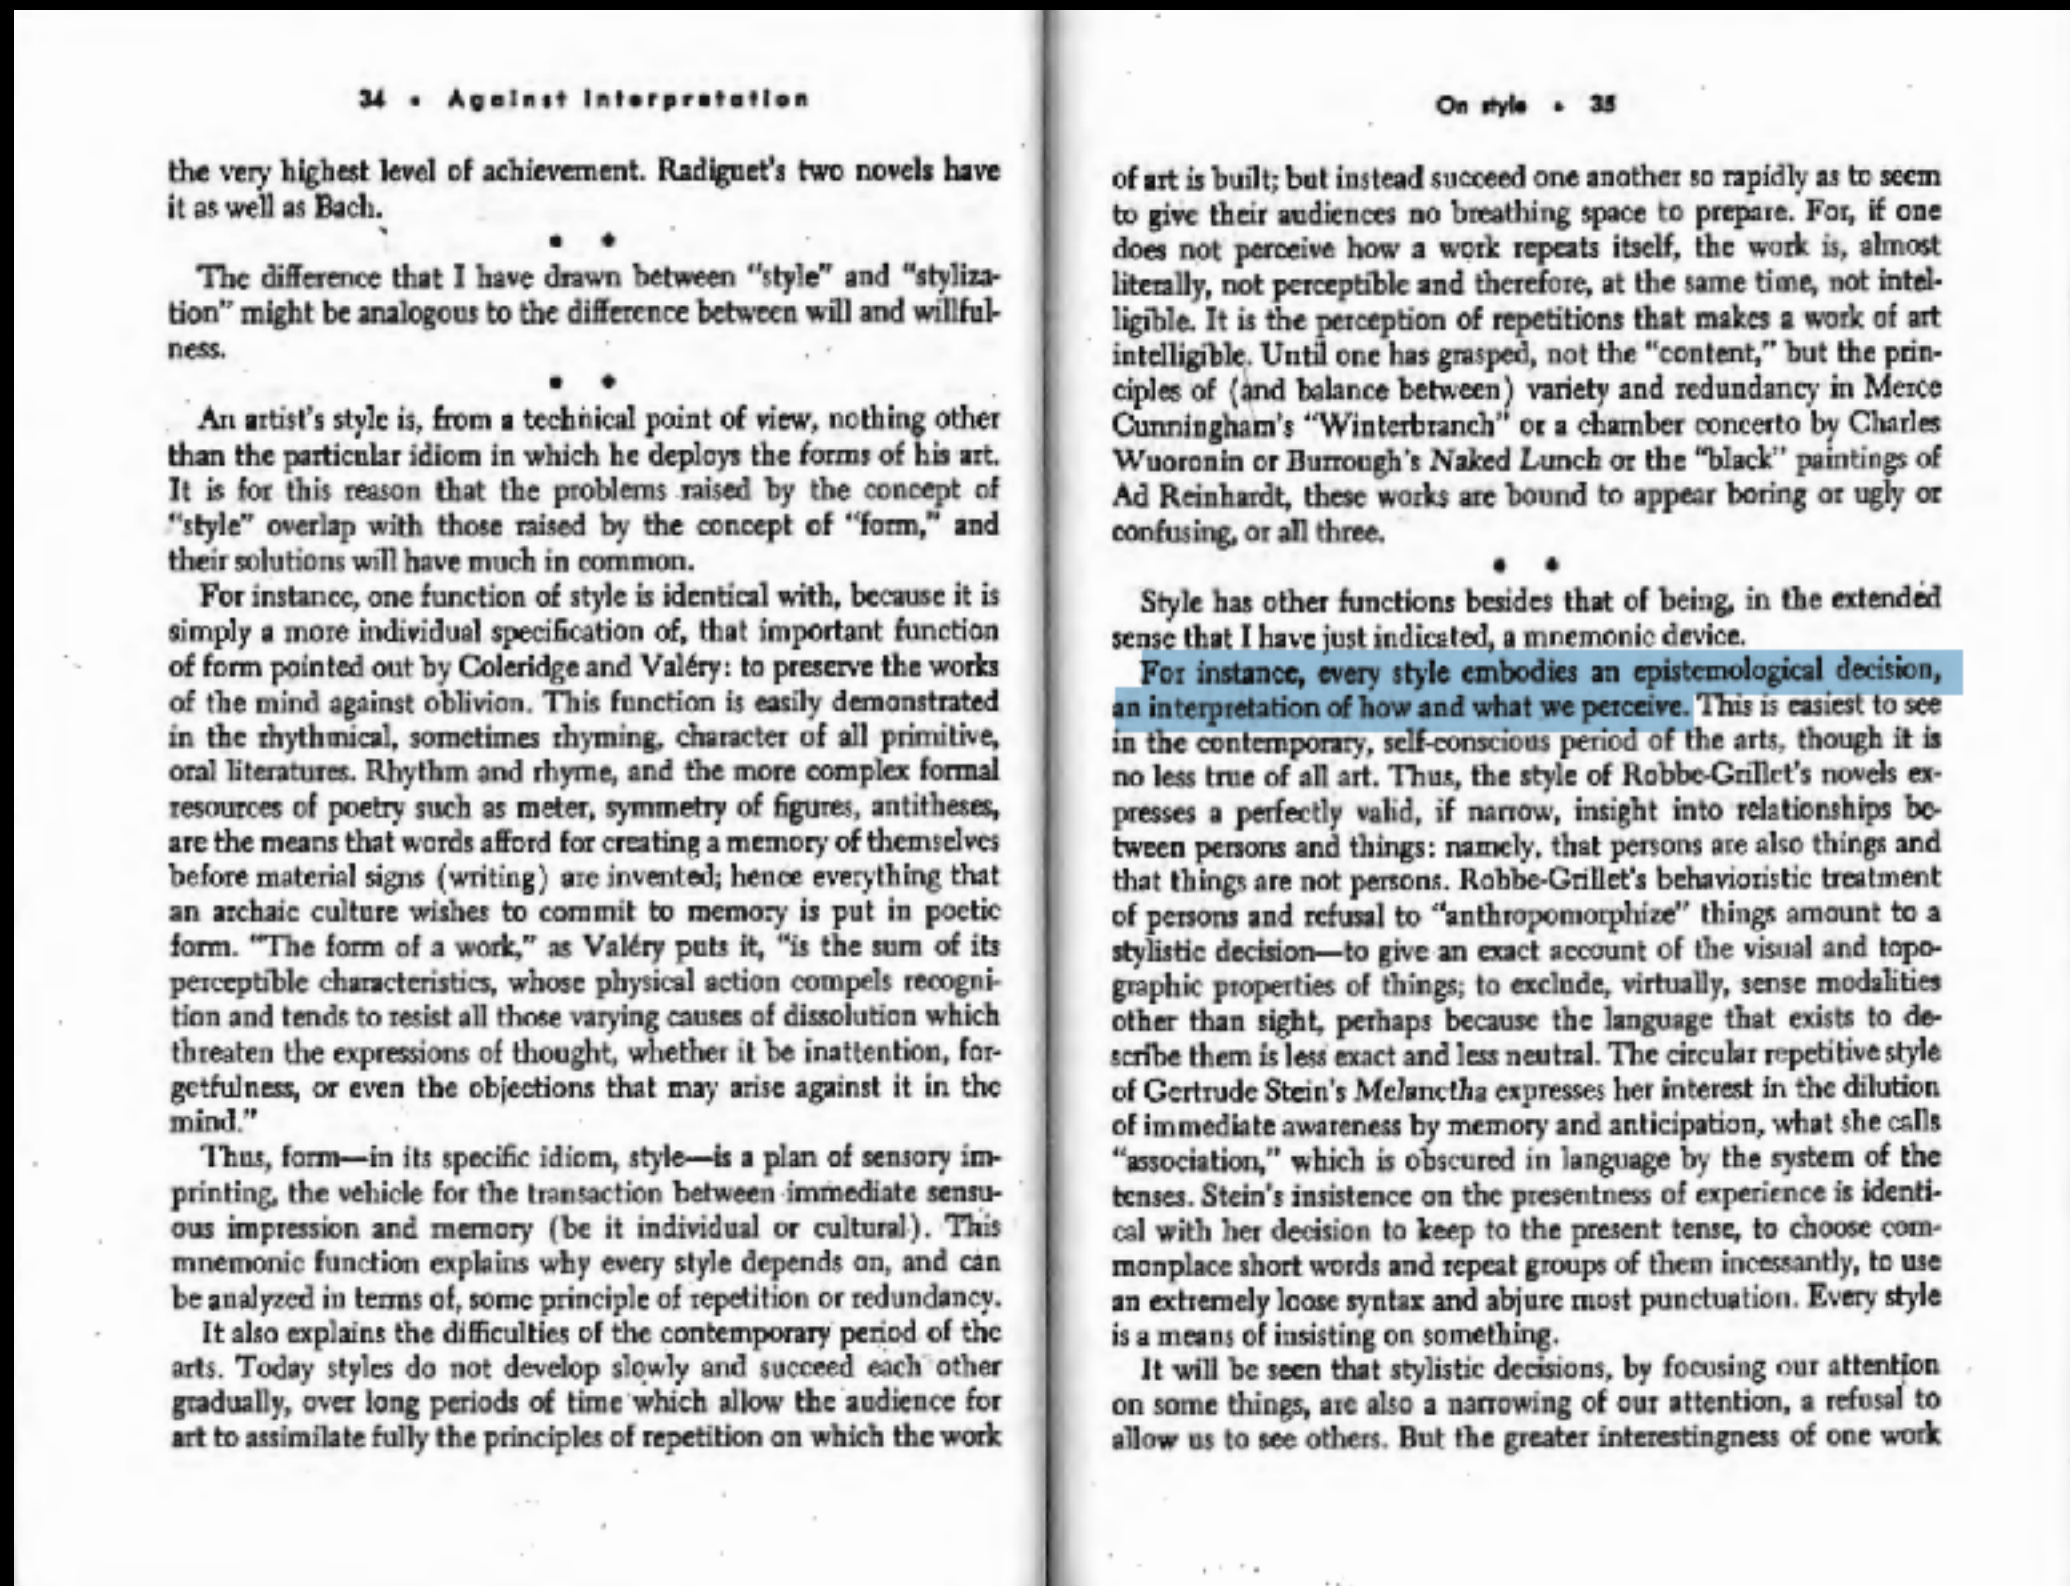 34 • Against Interpretation
the very highest level of achievement. Radiguet's two novels have
it as well as Bach.
• •
The difference that I have drawn between "style" and "styliza-
tion" might be analogous to the difference between will and willful-
ness.
• •
An artist's style is, from a technical point of view, nothing other
than the particular idiom in which he deploys the forms of his art.
It is for this reason that the problems raised by the concept of
"style" overlap with those raised by the concept of "form," and
their solutions will have much in common.
For instance, one function of style is identical with, because it is
simply a more individual specification of, that important function
of form pointed out by Coleridge and Valéry: to preserve the works
of the mind against oblivion. This function is easily demonstrated
in the rhythmical, sometimes rhyming, character of all primitive,
oral literatures. Rhythm and rhyme, and the more complex formal
resources of poetry such as meter, symmetry of figures, antitheses,
are the means that words afford for creating a memory of themselves
before material signs (writing) are invented; hence everything that
an archaic culture wishes to commit to memory is put in poetic
form. "The form of a work," as Valéry puts it, "is the sum of its
perceptible characteristics, whose physical action compels recogni-
tion and tends to resist all those varying causes of dissolution which
threaten the expressions of thought, whether it be inattention, for-
getfulness, or even the objections that may arise against it in the
mind."
Thus, form—in its specific idiom, style—is a plan of sensory im-
printing, the vehicle for the transaction between immediate sensu-
ous impression and memory (be it individual or cultural). This
mnemonic function explains why every style depends on, and can
be analyzed in terms of, some principle of repetition or redundancy.
It also explains the difficulties of the contemporary period of the
arts. Today styles do not develop slowly and succeed each other
gradually, over long periods of time which allow the audience for
art to assimilate fully the principles of repetition on which the work
On style • 35
of art is built; but instead succeed one another so rapidly as to seem
to give their audiences no breathing space to prepare. For, if one
does not perceive how a work repeats itself, the work is, almost
literally, not perceptible and therefore, at the same time, not intel-
ligible. It is the perception of repetitions that makes a work of art
intelligible. Until one has grasped, not the "content," but the prin-
ciples of (and balance between) variety and redundancy in Merce
Cunningham's "Winterbranch" or a chamber concerto by Charles
Wuoronin or Burrough's Naked Lunch or the "black" paintings of
Ad Reinhardt, these works are bound to appear boring or ugly or
confusing, or all three.
• •
Style has other functions besides that of being, in the extended
sense that I have just indicated, a mnemonic device.
For instance, every style embodies an epistemological decision,
an interpretation of how and what we perceive. This is easiest to see
in the contemporary, self-conscious period of the arts, though it is
no less true of all art. Thus, the style of Robbe-Grillet's novels ex-
presses a perfectly valid, if narrow, insight into relationships be-
tween persons and things: namely, that persons are also things and
that things are not persons. Robbe-Grillet's behavioristic treatment
of persons and refusal to "anthropomorphize" things amount to a
stylistic decision—to give an exact account of the visual and topo-
graphic properties of things; to exclude, virtually, sense modalities
other than sight, perhaps because the language that exists to de-
scribe them is less exact and less neutral. The circular repetitive style
of Gertrude Stein's Melanctha expresses her interest in the dilution
of immediate awareness by memory and anticipation, what she calls
"association," which is obscured in language by the system of the
tenses. Stein's insistence on the presentness of experience is identi-
cal with her decision to keep to the present tense, to choose com-
monplace short words and repeat groups of them incessantly, to use
an extremely loose syntax and abjure most punctuation. Every style
is a means of insisting on something.
It will be seen that stylistic decisions, by focusing our attention
on some things, are also a narrowing of our attention, a refusal to
allow us to see others. But the greater interestingness of one work